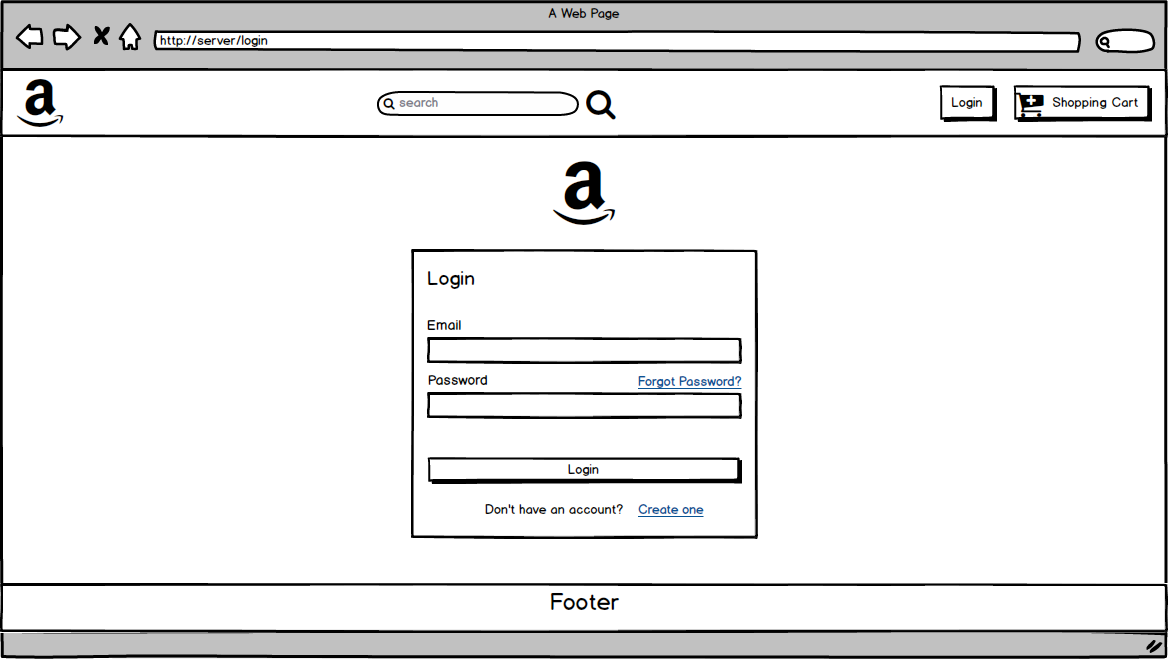 A Web Page
http://server/login
a
search
Login
Shopping Cart
a
Login
Email
Password
Forgot Password?
Login
Don't have an account? Create one
Footer